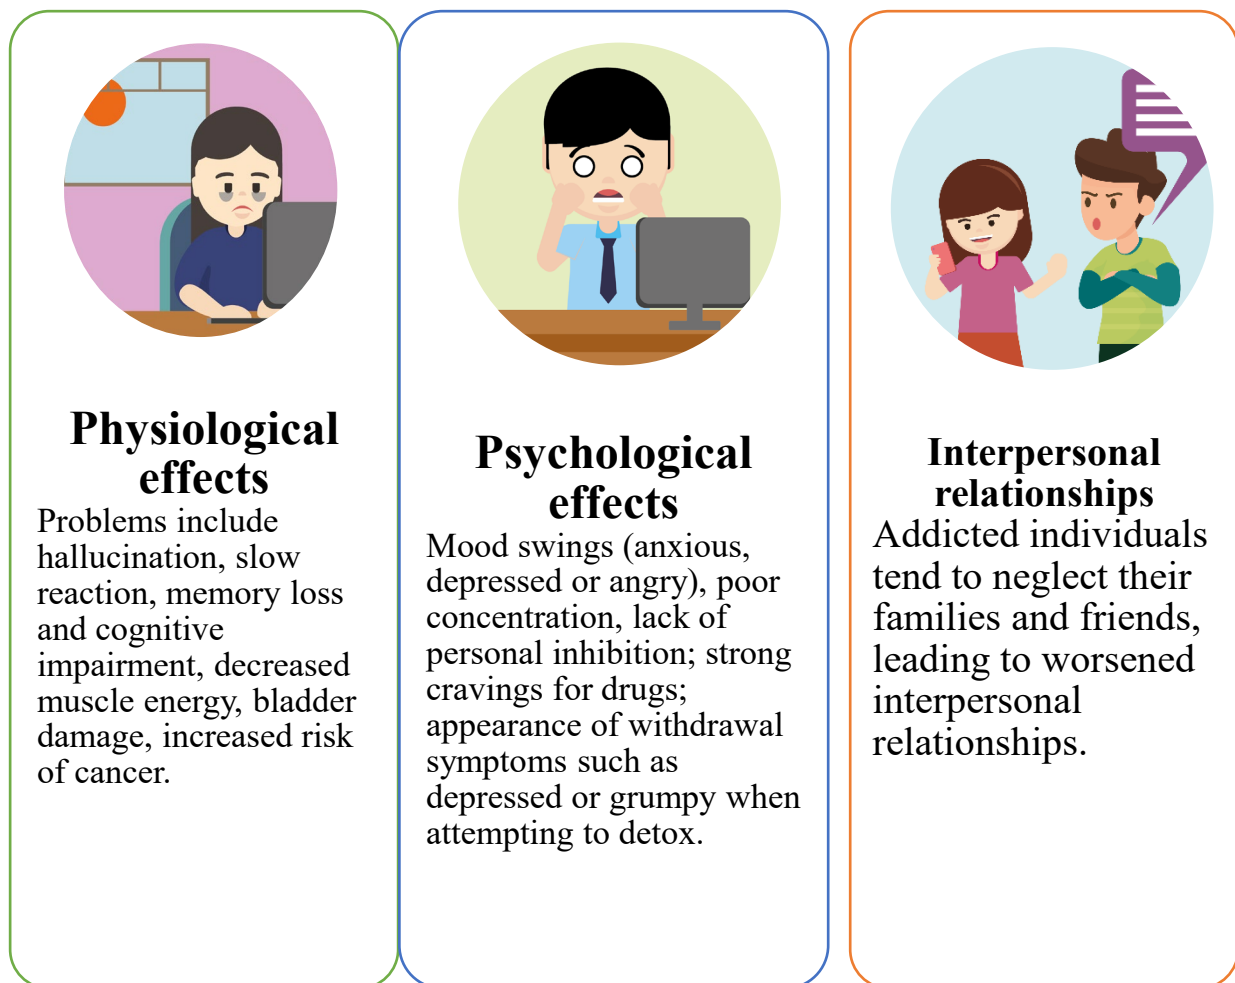 Physiological
effects
Problems include
hallucination, slow
reaction, memory loss
and cognitive
impairment, decreased
muscle energy, bladder
damage, increased risk
of cancer.
Psychological
effects
Mood swings (anxious,
depressed or angry), poor
concentration, lack of
personal inhibition; strong
cravings for drugs;
appearance of withdrawal
symptoms such as
depressed or grumpy when
attempting to detox.
Interpersonal
relationships
Addicted individuals
tend to neglect their
families and friends,
leading to worsened
interpersonal
relationships.